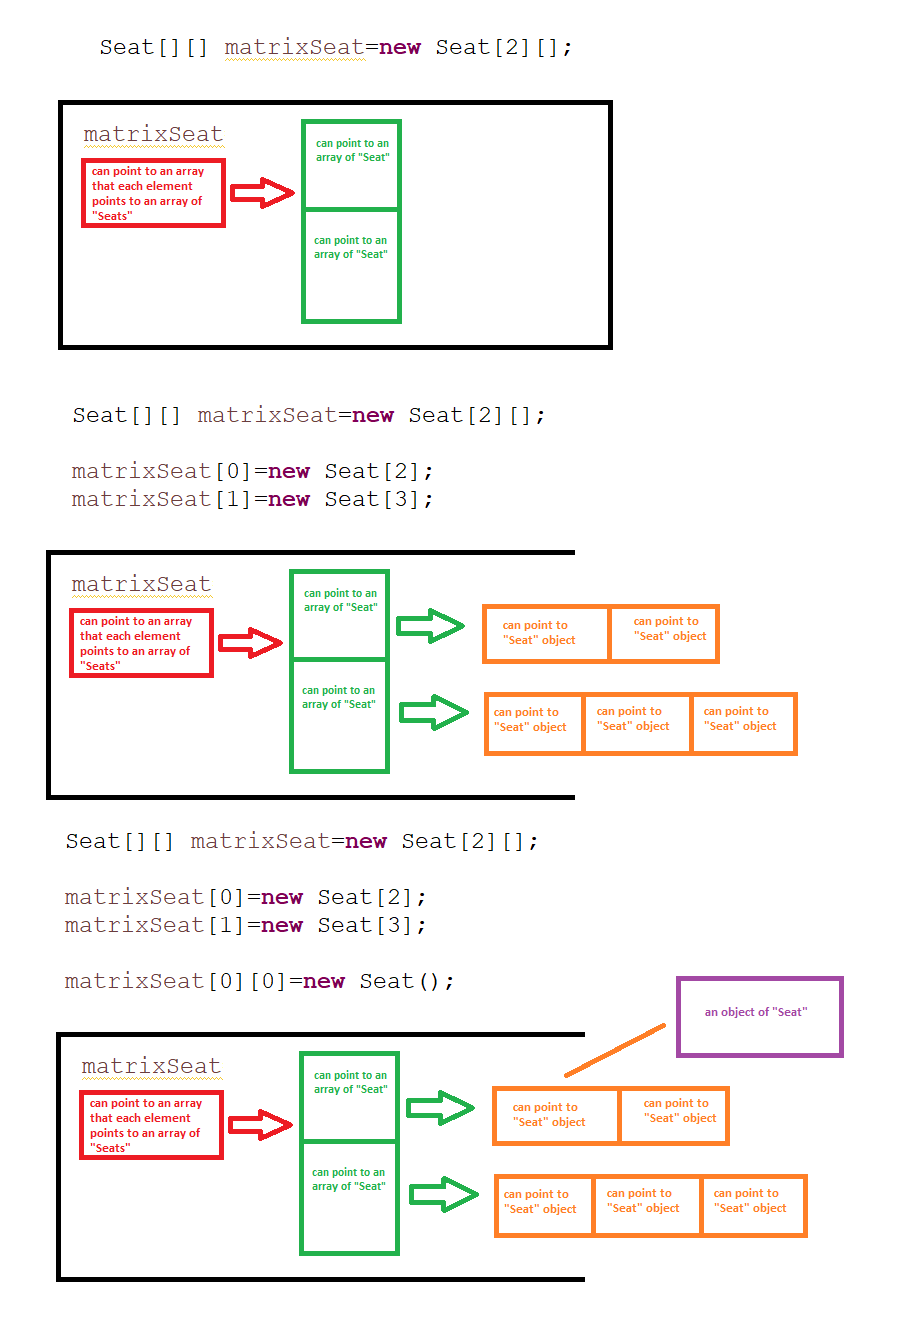 Seat[][] matrixSeat=new Seat[2][];
matrixSeat
can point to an array
that each element
points to an array of
"Seats"
can point to an
array of "Seat"
can point to an
array of "Seat"
Seat[][] matrixSeat=new Seat[2][];
matrixSeat[0]=new Seat[2];
matrixSeat[1]=new Seat[3];
matrixSeat
can point to an array
that each element
points to an array of
"Seats"
can point to an
array of "Seat"
can point to an
array of "Seat"
can point to
"Seat" object
can point to
"Seat" object
can point to
"Seat" object
can point to
"Seat" object
can point to
"Seat" object
Seat[][] matrixSeat=new Seat[2][];
matrixSeat[0]=new Seat[2];
matrixSeat[1]=new Seat[3];
matrixSeat[0][0]=new Seat();
an object of "Seat"
matrixSeat
can point to an array
that each element
points to an array of
"Seats"
can point to an
array of "Seat"
can point to an
array of "Seat"
can point to
"Seat" object
can point to
"Seat" object
can point to
"Seat" object
can point to
"Seat" object
can point to
"Seat" object